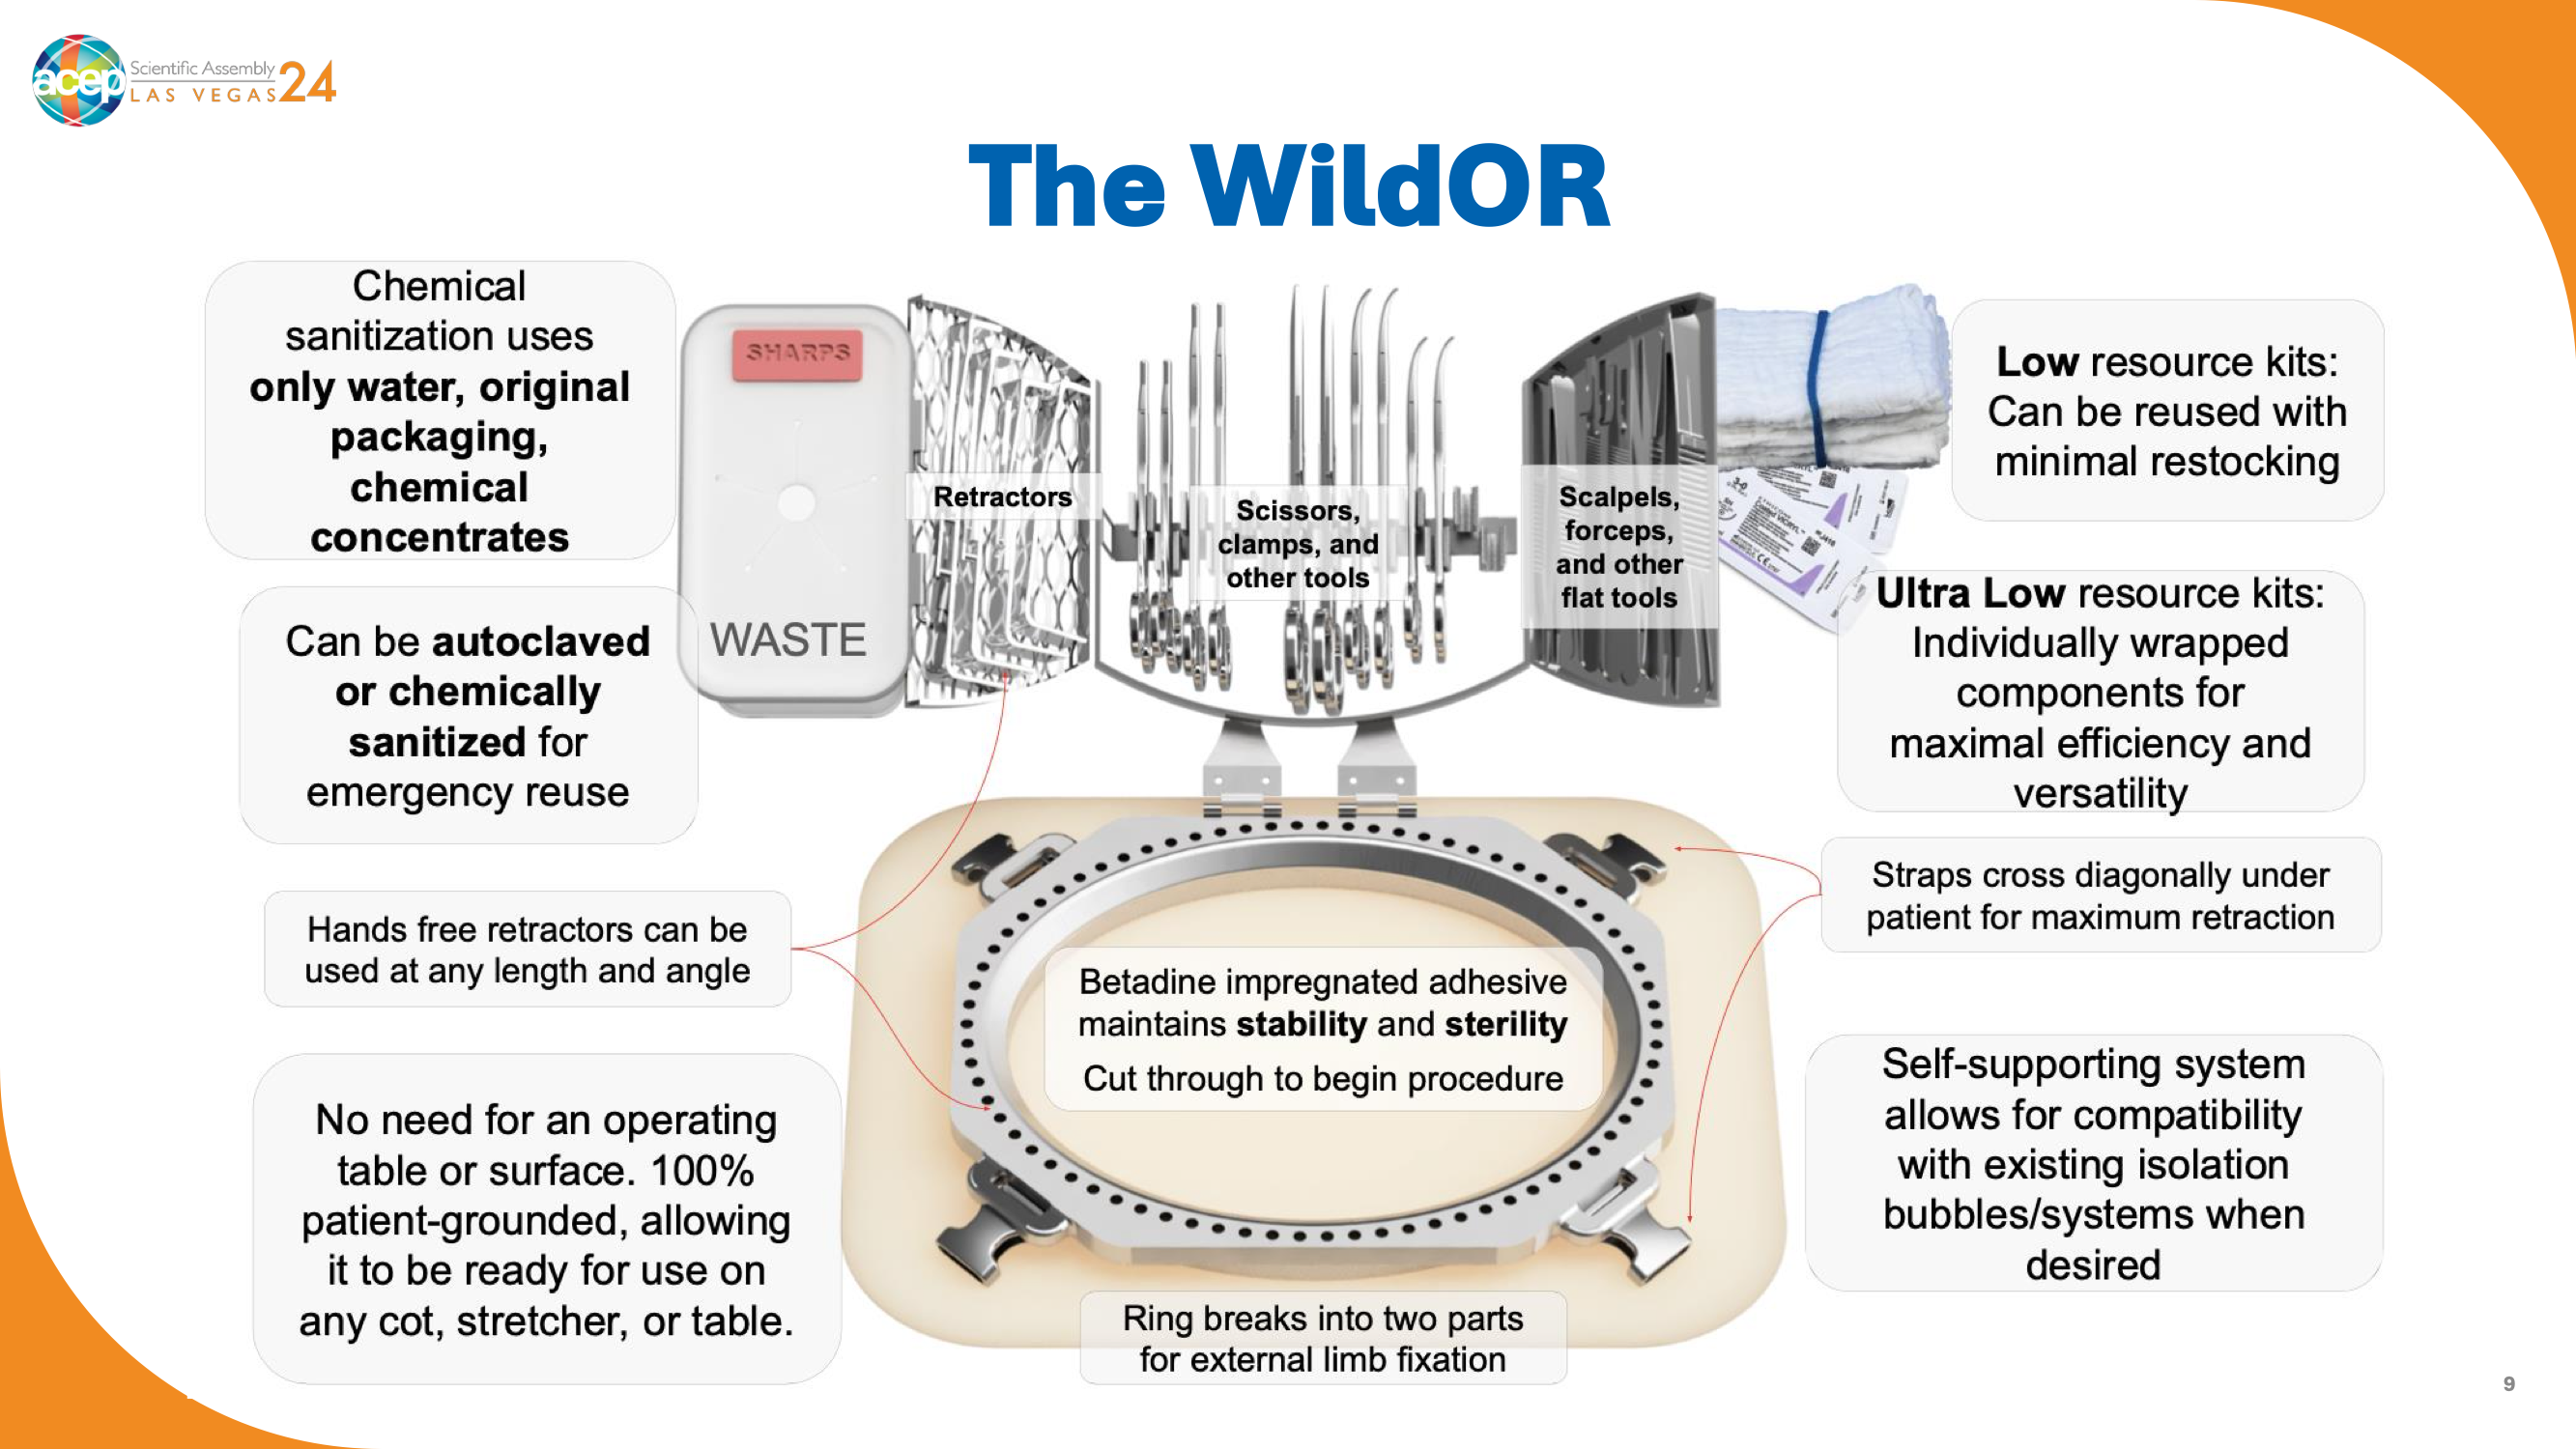 acep
Scientific Assembly
LAS VEGAS
24
The WildOR
Chemical
sanitization uses
only water, original
packaging,
chemical
concentrates
Can be autoclaved
or chemically
sanitized for
emergency reuse
Hands free retractors can be
used at any length and angle
No need for an operating
table or surface. 100%
patient-grounded, allowing
it to be ready for use on
any cot, stretcher, or table.
SHARPS
WASTE
Retractors
Scissors,
clamps, and
other tools
Scalpels,
forceps,
and other
flat tools
3-0
Coated VICRYL
Betadine impregnated adhesive
maintains stability and sterility
Cut through to begin procedure
Ring breaks into two parts
for external limb fixation
Low resource kits:
Can be reused with
minimal restocking
Ultra Low resource kits:
Individually wrapped
components for
maximal efficiency and
versatility
Straps cross diagonally under
patient for maximum retraction
Self-supporting system
allows for compatibility
with existing isolation
bubbles/systems when
desired
9